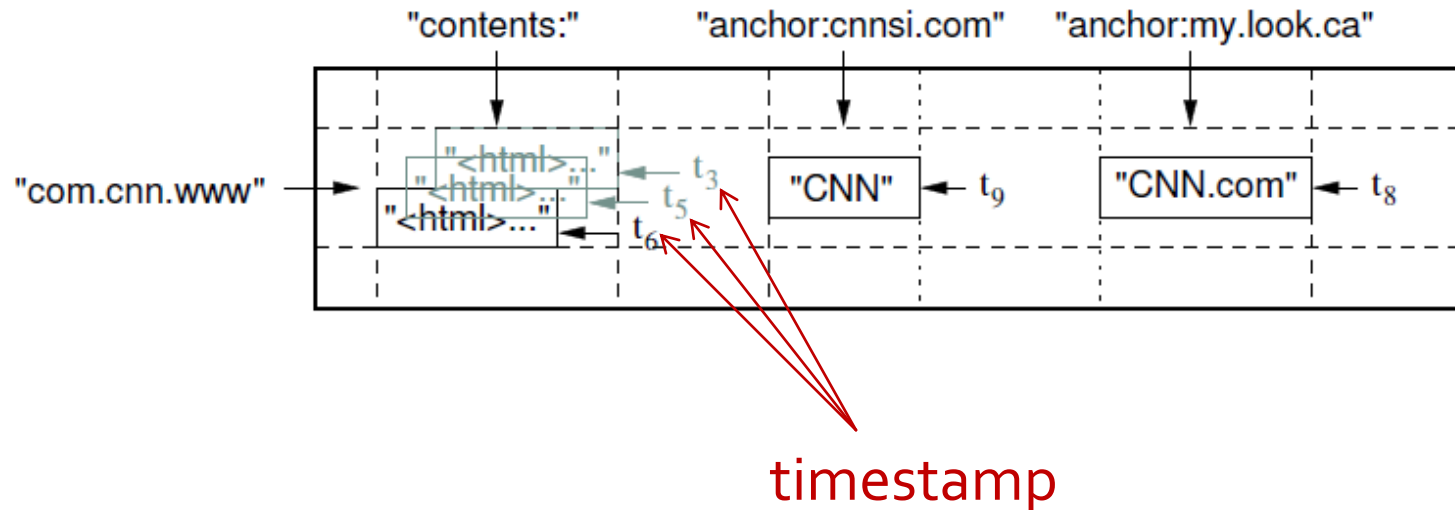 "contents:" "anchor:cnnsi.com" "anchor:my.look.ca"
"<html>..." t3
"com.cnn.www" "<html>..." t5 "CNN" t9 "CNN.com" t8
"<html>..." t6
timestamp